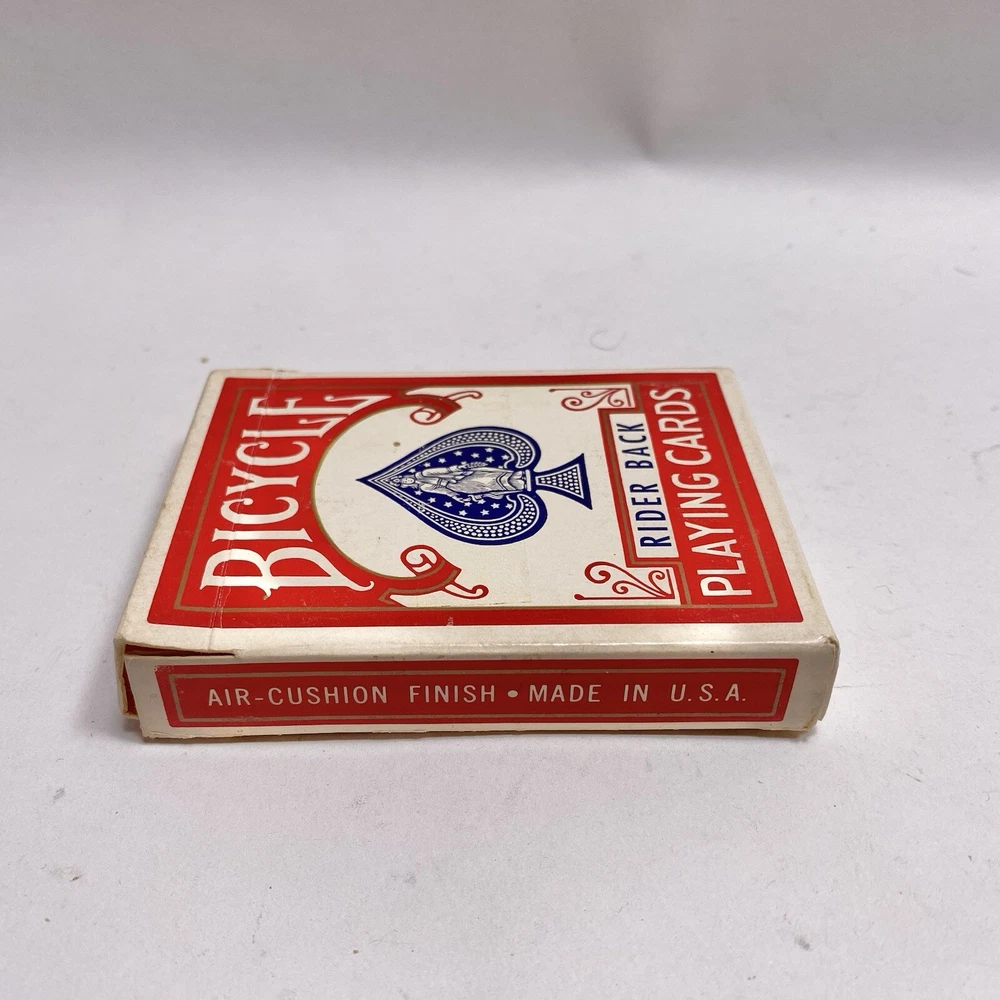 BICYCLE
RIDER BACK
PLAYING CARDS
AIR-CUSHION FINISH • MADE IN U.S.A.